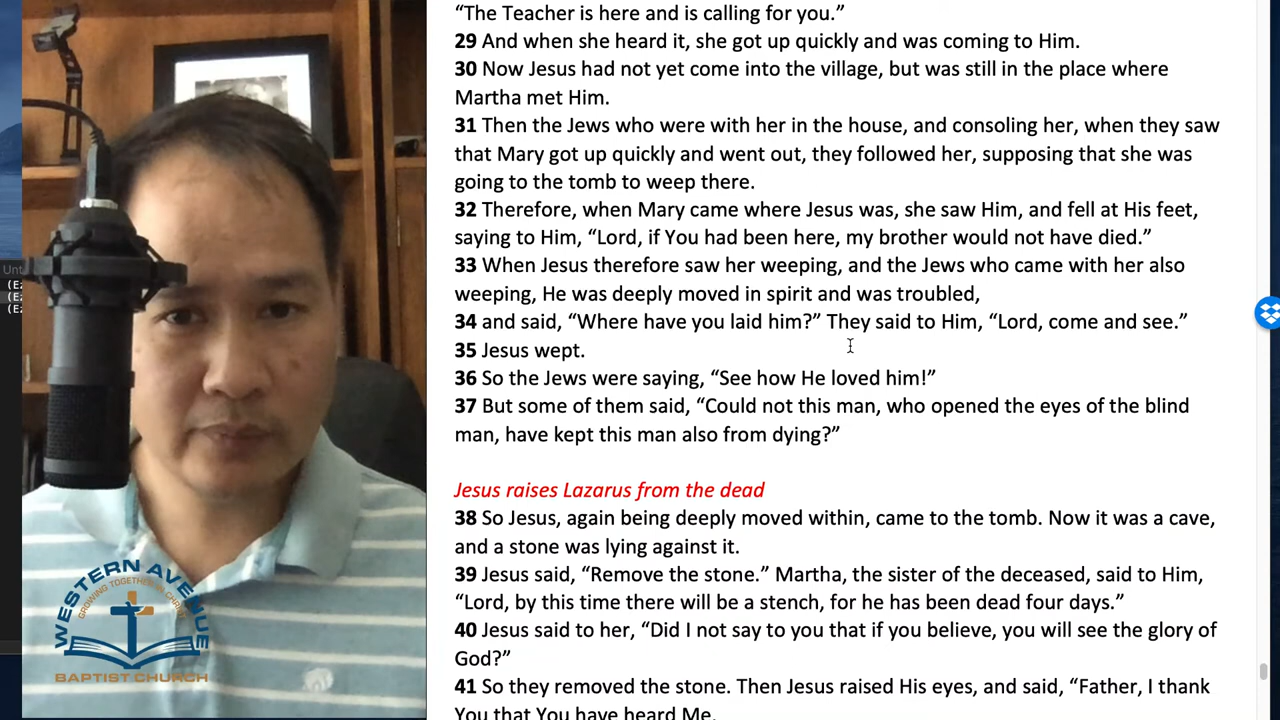 “The Teacher is here and is calling for you.”
29 And when she heard it, she got up quickly and was coming to Him.
30 Now Jesus had not yet come into the village, but was still in the place where
Martha met Him.
31 Then the Jews who were with her in the house, and consoling her, when they saw
that Mary got up quickly and went out, they followed her, supposing that she was
going to the tomb to weep there.
32 Therefore, when Mary came where Jesus was, she saw Him, and fell at His feet,
saying to Him, “Lord, if You had been here, my brother would not have died.”
33 When Jesus therefore saw her weeping, and the Jews who came with her also
weeping, He was deeply moved in spirit and was troubled,
34 and said, “Where have you laid him?” They said to Him, “Lord, come and see.”
35 Jesus wept.
36 So the Jews were saying, “See how He loved him!”
37 But some of them said, “Could not this man, who opened the eyes of the blind
man, have kept this man also from dying?”
Jesus raises Lazarus from the dead
38 So Jesus, again being deeply moved within, came to the tomb. Now it was a cave,
and a stone was lying against it.
39 Jesus said, “Remove the stone.” Martha, the sister of the deceased, said to Him,
“Lord, by this time there will be a stench, for he has been dead four days.”
40 Jesus said to her, “Did I not say to you that if you believe, you will see the glory of
God?”
41 So they removed the stone. Then Jesus raised His eyes, and said, “Father, I thank
You that You have heard Me.
Unt
(Ez
(Ez
(Ez
WESTERN AVENUE
GROWING TOGETHER IN CHRIST
BAPTIST CHURCH